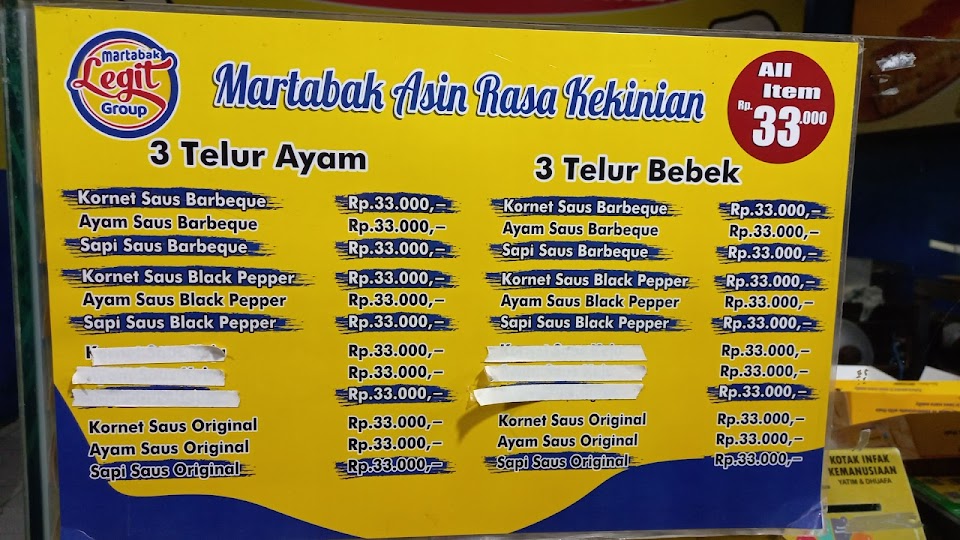 martabak
Legit
Group
Martabak Asin Rasa Kekinian
All
Item
Rp. 33.000
3 Telur Ayam
Kornet Saus Barbeque Rp.33.000,–
Ayam Saus Barbeque Rp.33.000,–
Sapi Saus Barbeque Rp.33.000,–
Kornet Saus Black Pepper Rp.33.000,–
Ayam Saus Black Pepper Rp.33.000,–
Sapi Saus Black Pepper Rp.33.000,–
Rp.33.000,–
Rp.33.000,–
Rp.33.000,–
Kornet Saus Original Rp.33.000,–
Ayam Saus Original Rp.33.000,–
Sapi Saus Original Rp.33.000,–
3 Telur Bebek
Kornet Saus Barbeque Rp.33.000,–
Ayam Saus Barbeque Rp.33.000,–
Sapi Saus Barbeque Rp.33.000,–
Kornet Saus Black Pepper Rp.33.000,–
Ayam Saus Black Pepper Rp.33.000,–
Sapi Saus Black Pepper Rp.33.000,–
Rp.33.000,–
Rp.33.000,–
Rp.33.000,–
Kornet Saus Original Rp.33.000,–
Ayam Saus Original Rp.33.000,–
Sapi Saus Original Rp.33.000,–
KOTAK INFAK
KEMANUSIAAN
YATIM & DHUAFA